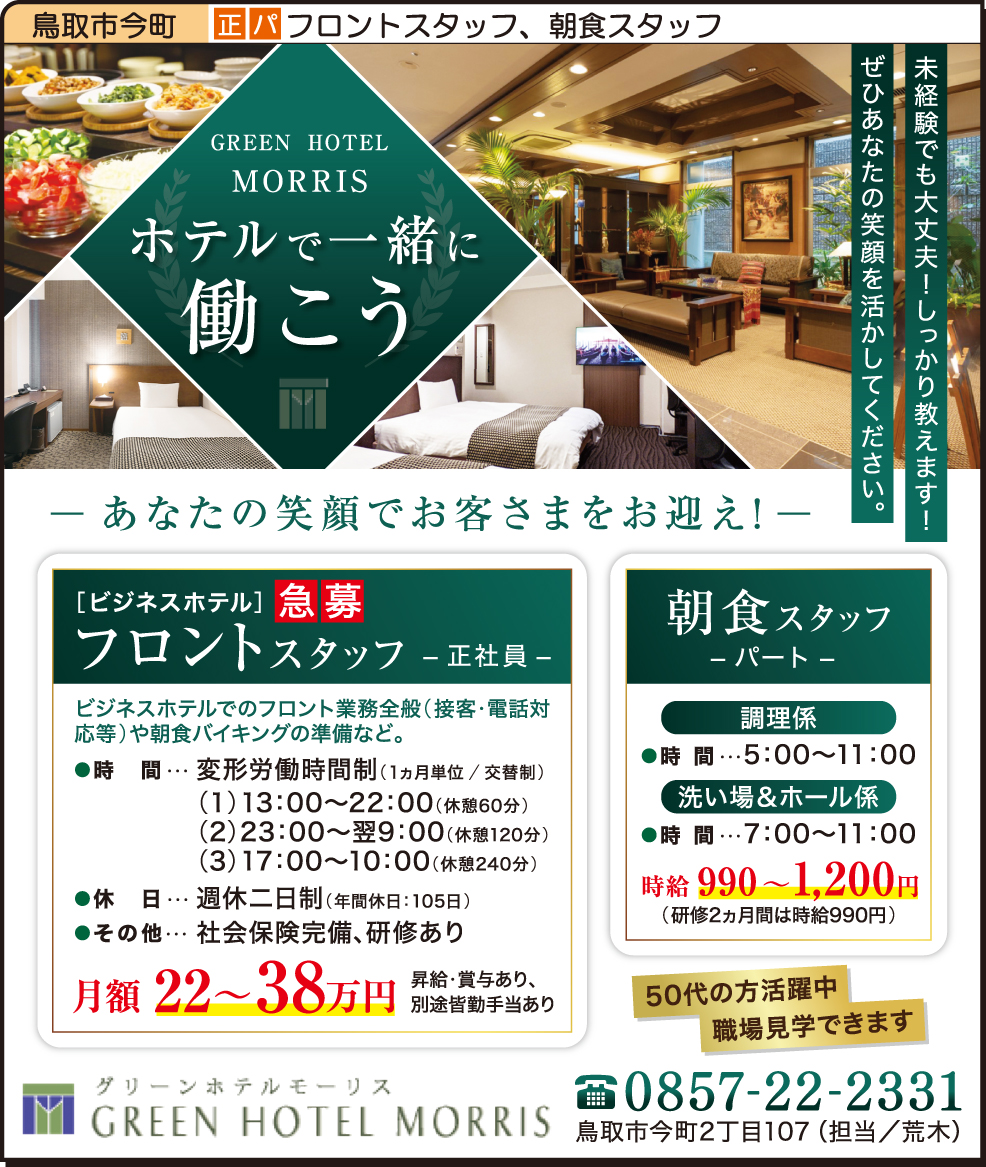 鳥取市今町 正 パ フロントスタッフ、朝食スタッフ
未経験でも大丈夫！しっかり教えます！
ぜひあなたの笑顔を活かしてください。
GREEN HOTEL
MORRIS
ホテルで一緒に
働こう
― あなたの笑顔でお客さまをお迎え! ―
［ビジネスホテル］急募
フロントスタッフ －正社員－
ビジネスホテルでのフロント業務全般（接客・電話対
応等）や朝食バイキングの準備など。
●時　間… 変形労働時間制（1ヵ月単位 / 交替制）
（1）13：00〜22：00（休憩60分）
（2）23：00〜翌9：00（休憩120分）
（3）17：00〜10：00（休憩240分）
●休　日… 週休二日制（年間休日：105日）
●その他… 社会保険完備、研修あり
月額 22〜38万円
昇給・賞与あり、
別途皆勤手当あり
朝食スタッフ
－パート－
調理係
●時 間…5：00〜11：00
洗い場＆ホール係
●時 間…7：00〜11：00
時給 990〜1,200円
（研修2ヵ月間は時給990円）
50代の方活躍中
職場見学できます
グリーンホテルモーリス
GREEN HOTEL MORRIS
☎0857-22-2331
鳥取市今町2丁目107（担当／荒木）